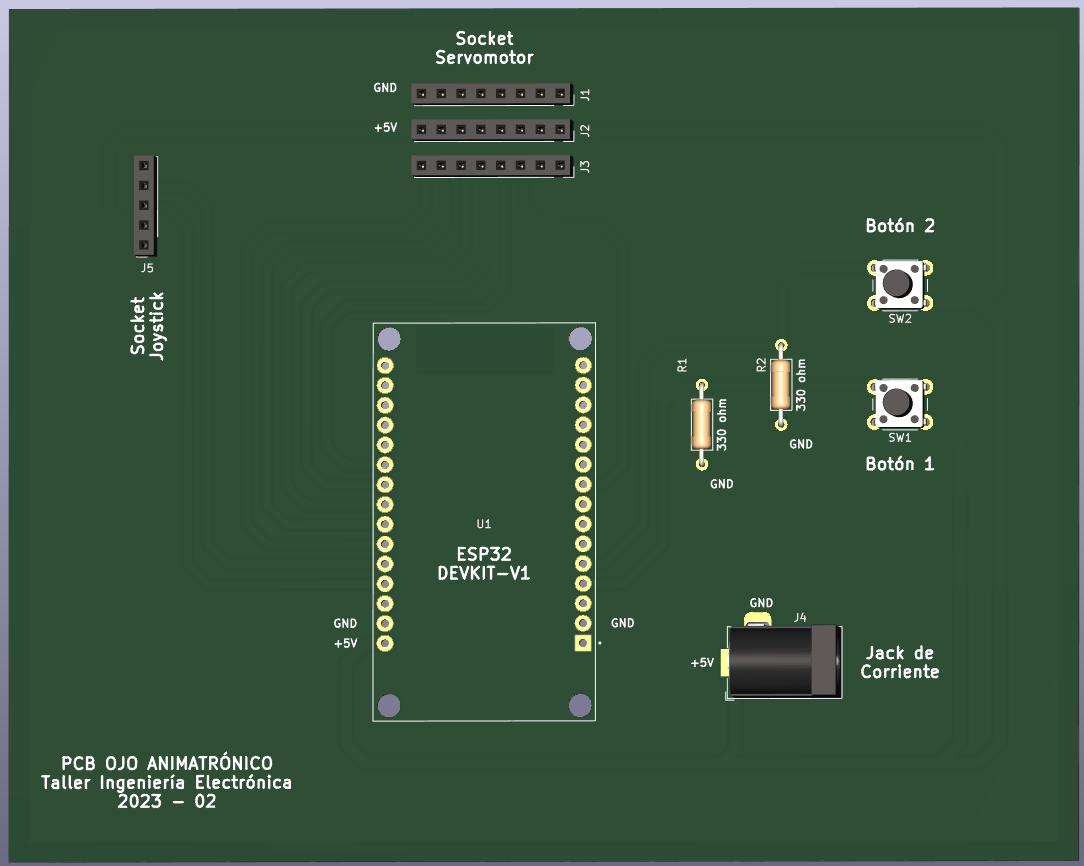 Socket
Servomotor
GND
J1
+5V
J2
J3
J5
Socket
Joystick
Botón 2
SW2
R1
R2
330 ohm
330 ohm
GND
GND
SW1
Botón 1
U1
ESP32
DEVKIT-V1
GND
+5V
GND
GND
J4
+5V
Jack de
Corriente
PCB OJO ANIMATRÓNICO
Taller Ingeniería Electrónica
2023 - 02